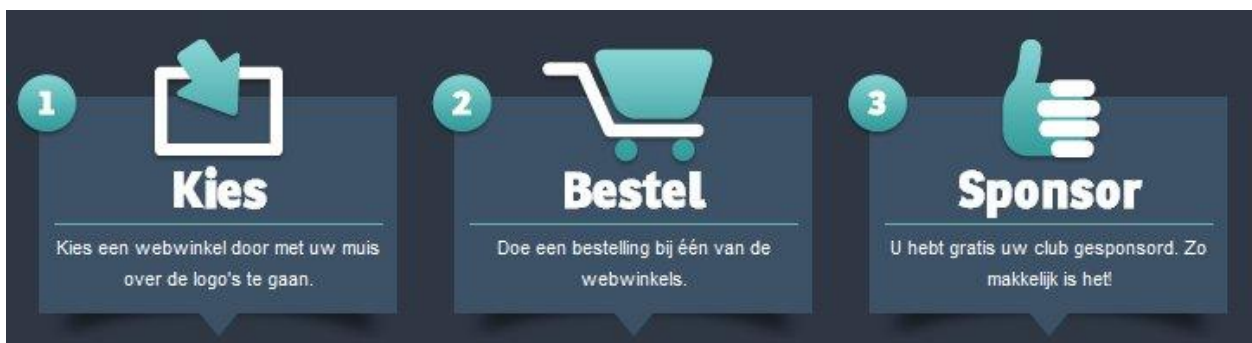 1
Kies
Kies een webwinkel door met uw muis
over de logo's te gaan.
2
Bestel
Doe een bestelling bij één van de
webwinkels.
3
Sponsor
U hebt gratis uw club gesponsord. Zo
makkelijk is het!